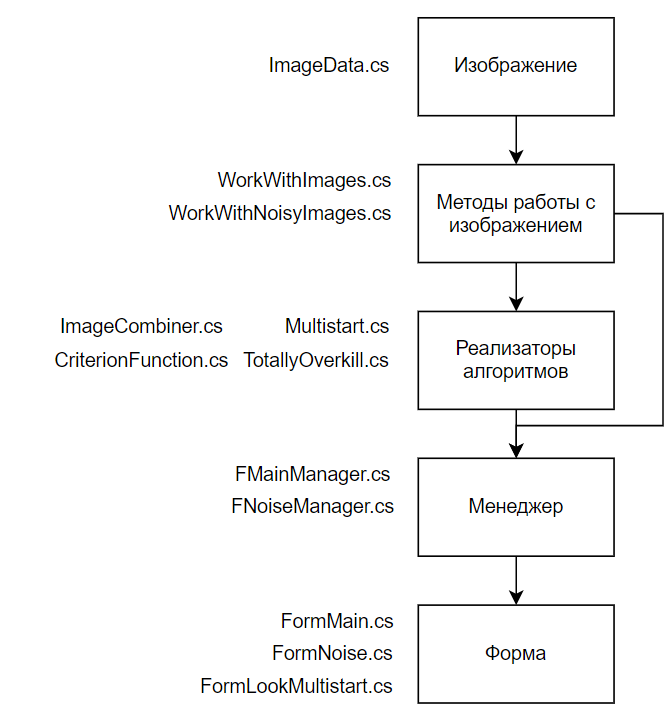 ImageData.cs
Изображение
WorkWithImages.cs
WorkWithNoisyImages.cs
Методы работы с
изображением
ImageCombiner.cs Multistart.cs
CriterionFunction.cs TotallyOverkill.cs
Реализаторы
алгоритмов
FMainManager.cs
FNoiseManager.cs
Менеджер
FormMain.cs
FormNoise.cs
FormLookMultistart.cs
Форма